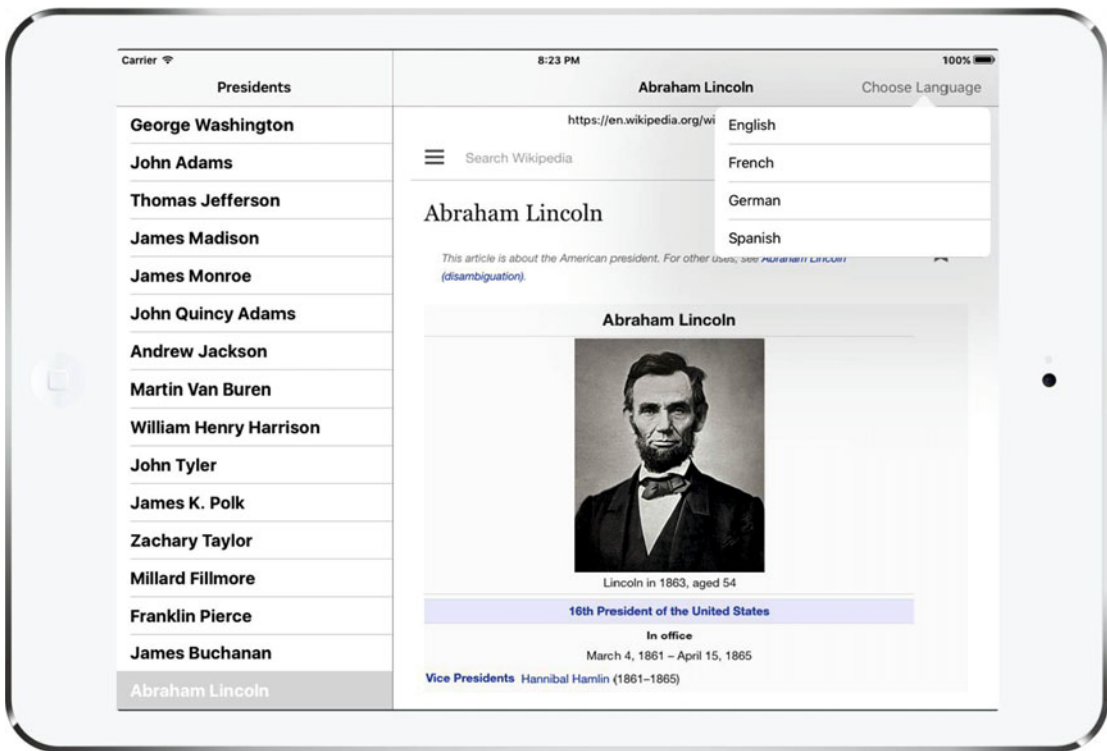 Carrier
8:23 PM
100%
Presidents
Abraham Lincoln
Choose Language
George Washington
John Adams
Thomas Jefferson
James Madison
James Monroe
John Quincy Adams
Andrew Jackson
Martin Van Buren
William Henry Harrison
John Tyler
James K. Polk
Zachary Taylor
Millard Fillmore
Franklin Pierce
James Buchanan
Abraham Lincoln
https://en.wikipedia.org/wi
Search Wikipedia
Abraham Lincoln
This article is about the American president. For other uses, see Abraham Lincoln
(disambiguation).
Abraham Lincoln
Lincoln in 1863, aged 54
16th President of the United States
In office
March 4, 1861 – April 15, 1865
Vice Presidents Hannibal Hamlin (1861–1865)
English
French
German
Spanish